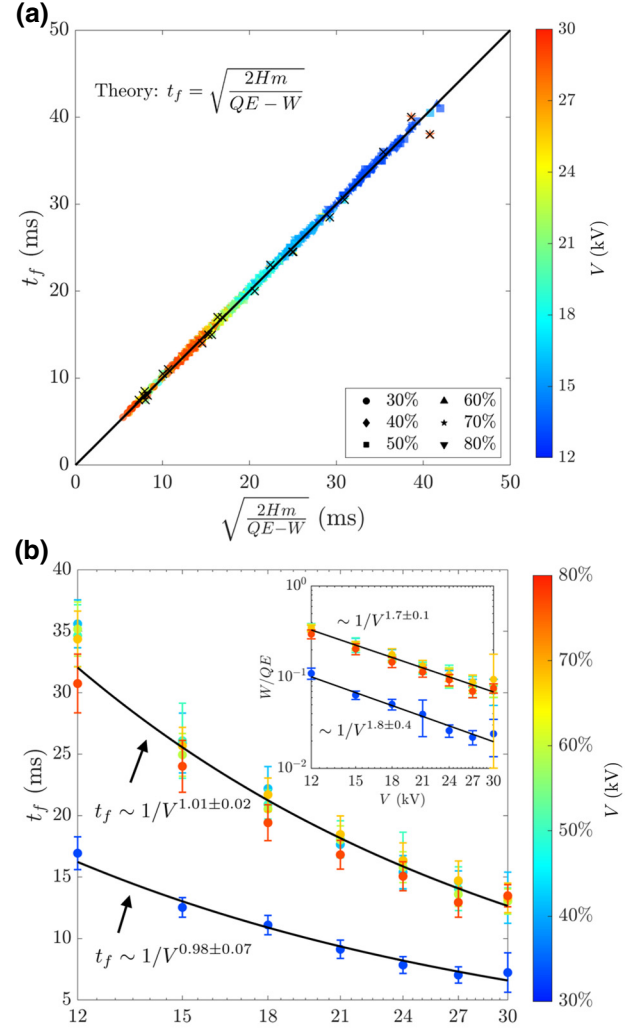 (a)
50
40
30
20
10
0
t_f (ms)
Theory: t_f = √(2Hm / (QE − W))
30% 60%
40% 70%
50% 80%
0 10 20 30 40 50
√(2Hm / (QE−W)) (ms)
30
27
24
21
18
15
12
V (kV)
(b)
40
35
30
25
20
15
10
5
t_f (ms)
t_f ∼ 1/V^1.01±0.02
t_f ∼ 1/V^0.98±0.07
12 15 18 21 24 27 30
10^0
10^-1
10^-2
W/QE
∼ 1/V^1.7±0.1
∼ 1/V^1.8±0.4
12 15 18 21 24 27 30
V (kV)
80%
70%
60%
50%
40%
30%
V (kV)